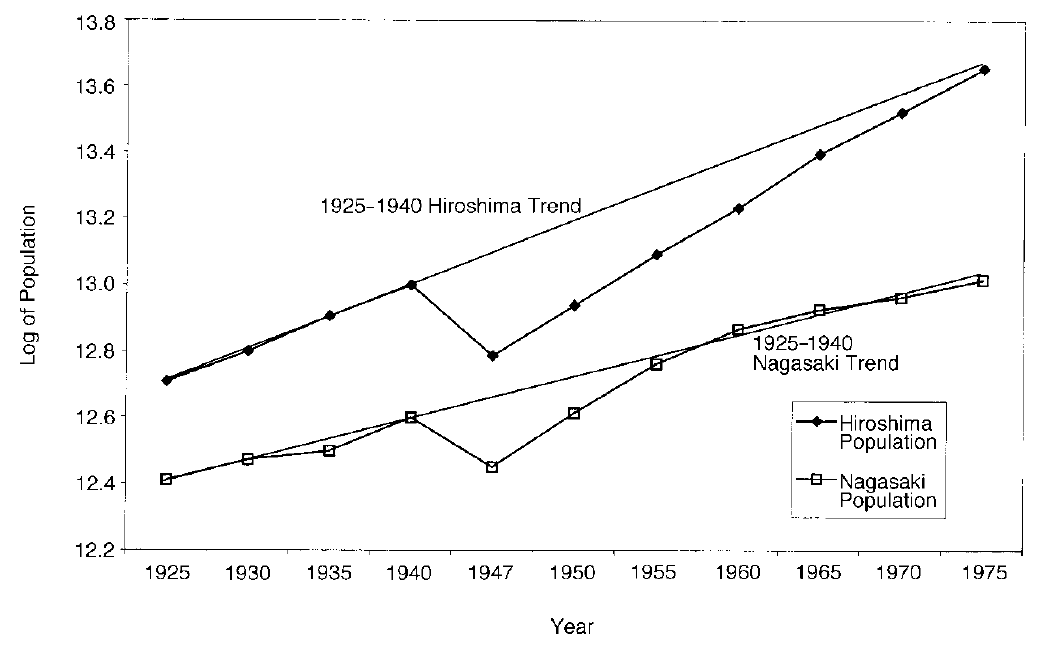 13.8
13.6
13.4
13.2
13.0
12.8
12.6
12.4
12.2
Log of Population
1925–1940 Hiroshima Trend
1925–1940
Nagasaki Trend
Hiroshima
Population
Nagasaki
Population
1925 1930 1935 1940 1947 1950 1955 1960 1965 1970 1975
Year